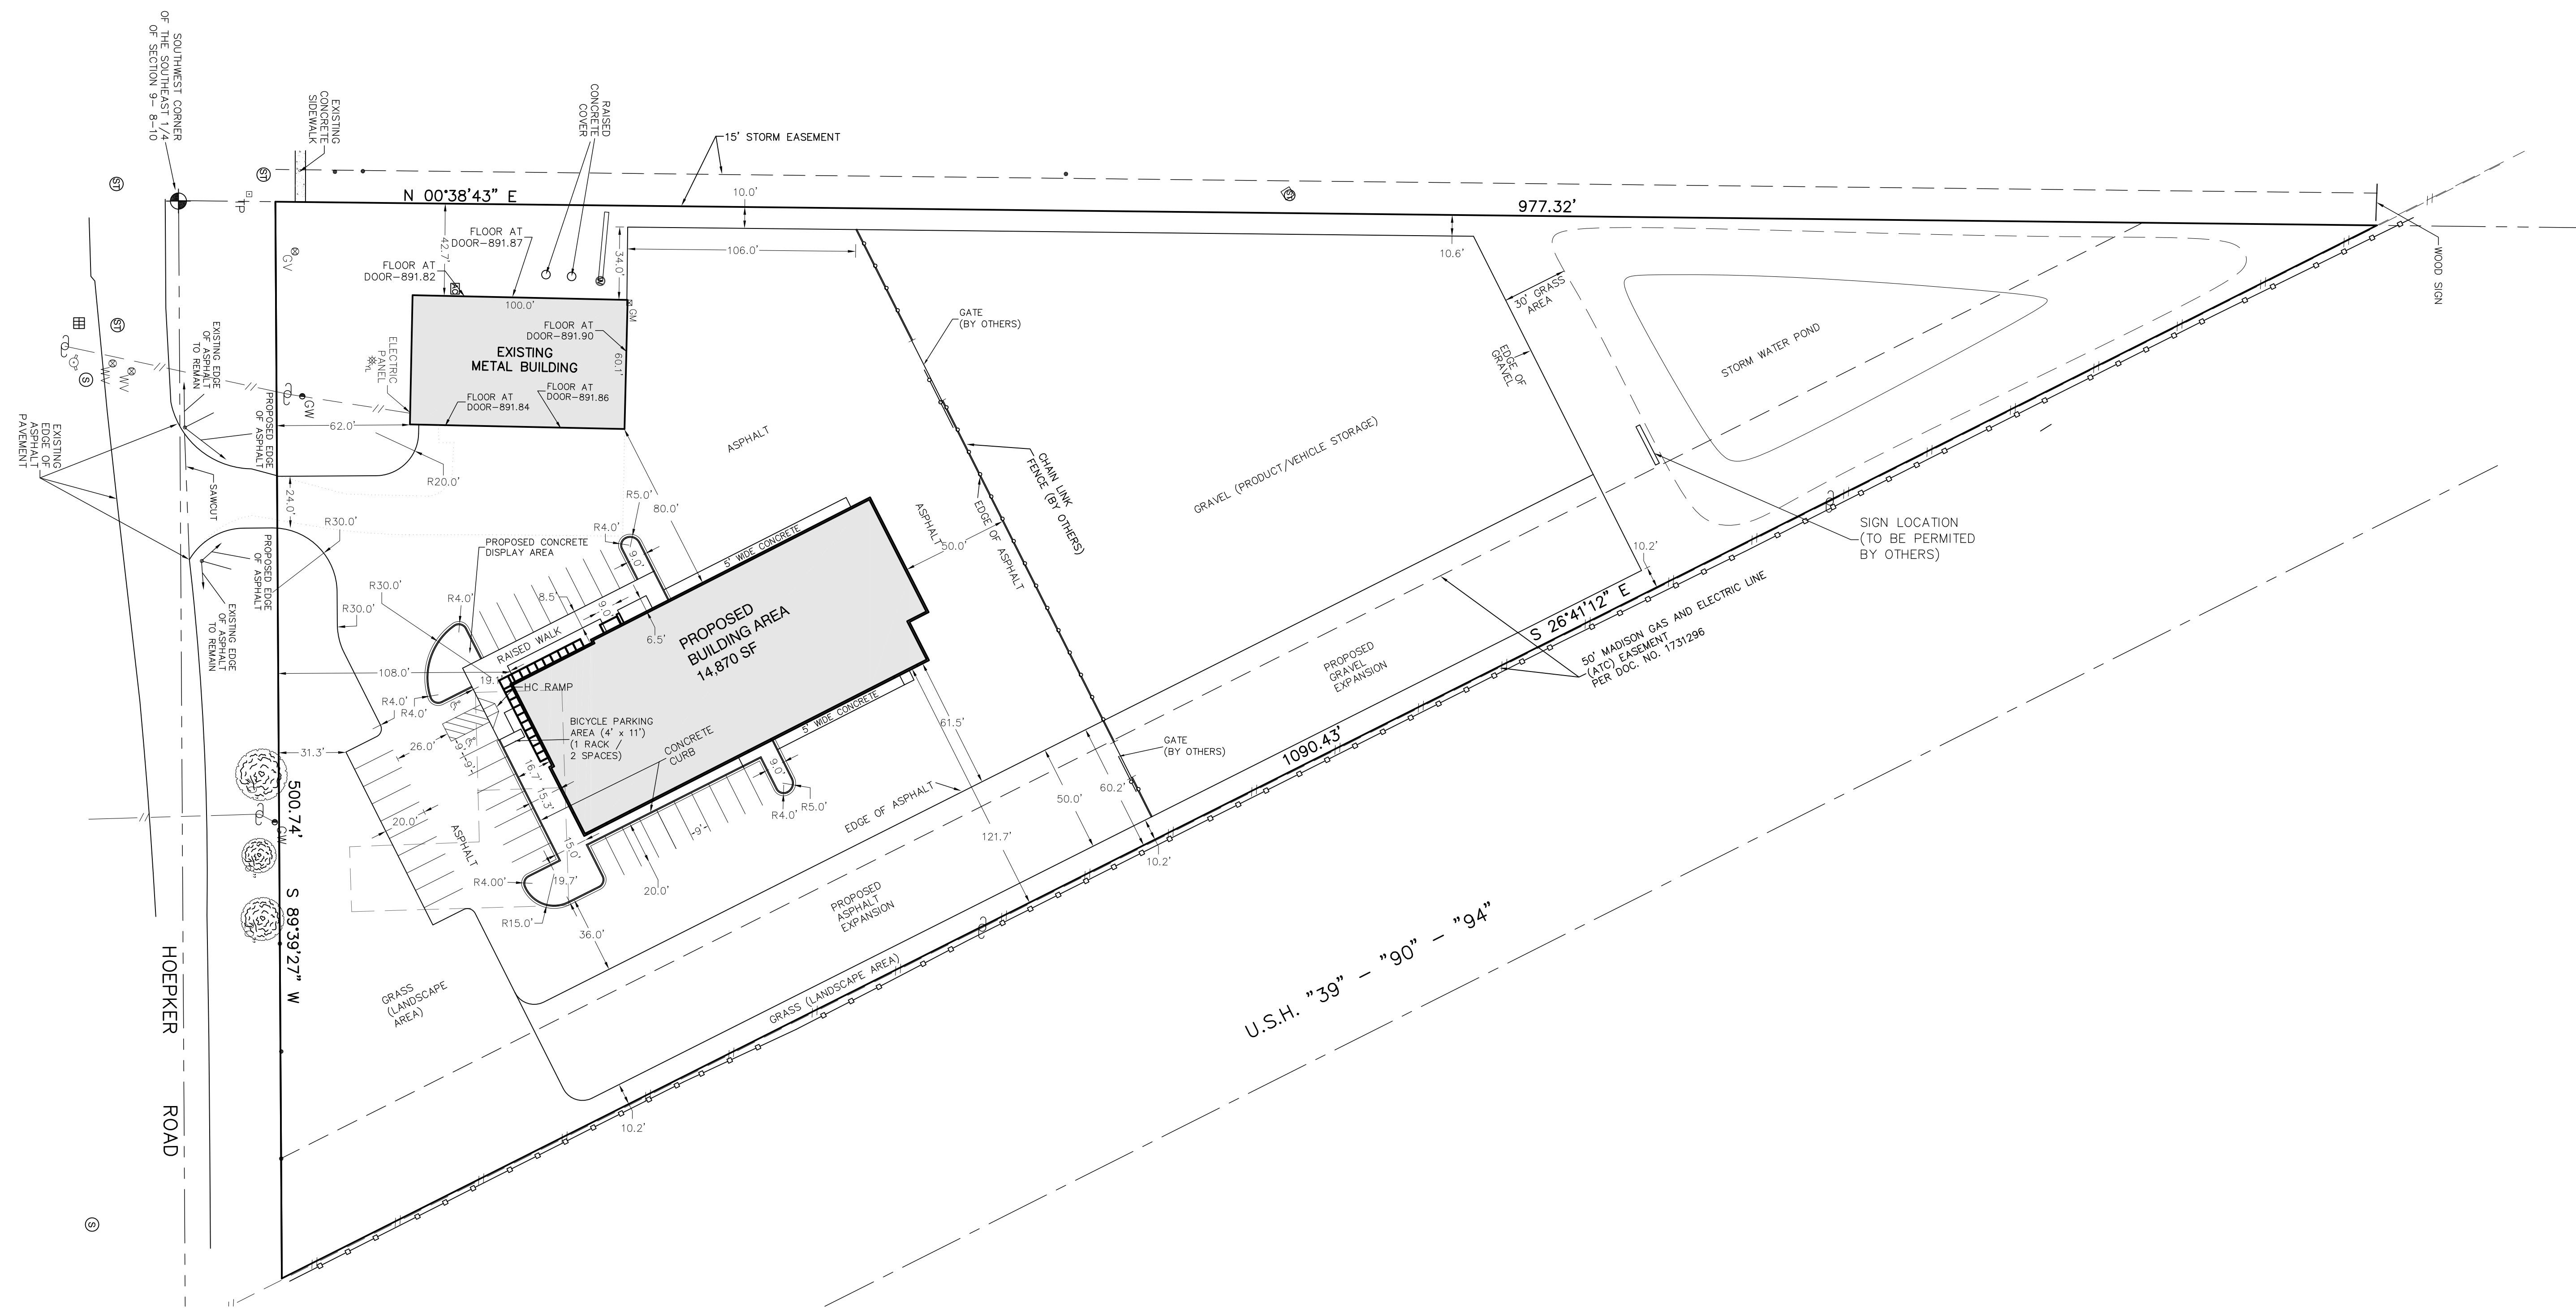 SOUTHWEST CORNER
OF THE SOUTHEAST 1/4
OF SECTION 9- 8-10
EXISTING
CONCRETE
SIDEWALK
RAISED
CONCRETE
COVER
15' STORM EASEMENT
ST
ST
TP
N 00°38'43" E
10.0'
977.32'
WOOD SIGN
GV
42.7'
FLOOR AT
DOOR-891.87
FLOOR AT
DOOR-891.82
34.0'
106.0'
10.6'
30' GRASS
AREA
EDGE OF
GRAVEL
STORM WATER POND
100.0'
GM
FLOOR AT
DOOR-891.90
60.1'
EXISTING
METAL BUILDING
FLOOR AT
DOOR-891.84
FLOOR AT
DOOR-891.86
ELECTRIC
PANEL
YL
GATE
(BY OTHERS)
ST
S
WV
WV
EXISTING EDGE
OF ASPHALT
TO REMAN
PROPOSED EDGE
OF ASPHALT
GW
62.0'
R20.0'
EXISTING
EDGE OF
ASPHALT
PAVEMENT
SAWCUT
24.0'
R30.0'
ASPHALT
CHAIN LINK
FENCE (BY OTHERS)
EDGE OF ASPHALT
ASPHALT
50.0'
GRAVEL (PRODUCT/VEHICLE STORAGE)
SIGN LOCATION
(TO BE PERMITED
BY OTHERS)
PROPOSED EDGE
OF ASPHALT
EXISTING EDGE
OF ASPHALT
TO REMAIN
PROPOSED CONCRETE
DISPLAY AREA
R5.0'
R4.0'
9.0'
80.0'
5' WIDE CONCRETE
R30.0'
R30.0'
R4.0'
8.5'
9.0'
6.5'
RAISED WALK
PROPOSED
BUILDING AREA
14,870 SF
10.2'
S 26°41'12" E
50' MADISON GAS AND ELECTRIC LINE
(ATC) EASEMENT
PER DOC. NO. 1731296
PROPOSED
GRAVEL
EXPANSION
108.0'
19.1'
HC RAMP
R4.0'
R4.0'
BICYCLE PARKING
AREA (4' x 11')
(1 RACK /
2 SPACES)
CONCRETE
CURB
5' WIDE CONCRETE
61.5'
GATE
(BY OTHERS)
1090.43'
31.3'
26.0'
9'
9'
16.7'
15.3'
15.0'
9.0'
R5.0'
R4.0'
9'
EDGE OF ASPHALT
50.0'
60.2'
121.7'
10.2'
500.74'
GW
20.0'
ASPHALT
R4.00'
19.7'
20.0'
R15.0'
36.0'
PROPOSED
ASPHALT
EXPANSION
S 89°39'27" W
HOEPKER ROAD
GRASS
(LANDSCAPE
AREA)
GRASS (LANDSCAPE AREA)
10.2'
U.S.H. "39" - "90" - "94"
S